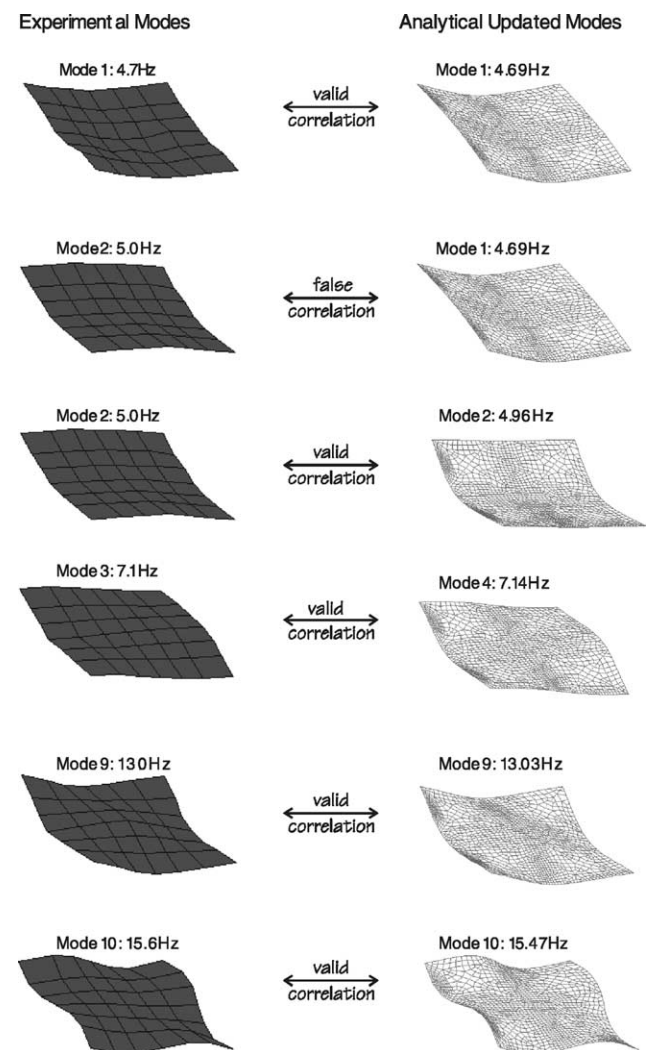 Experimental Modes
Analytical Updated Modes
Mode 1: 4.7Hz
valid
correlation
Mode 1: 4.69Hz
Mode2: 5.0Hz
false
correlation
Mode 1: 4.69Hz
Mode 2: 5.0Hz
valid
correlation
Mode 2: 4.96Hz
Mode 3: 7.1Hz
valid
correlation
Mode 4: 7.14Hz
Mode 9: 130Hz
valid
correlation
Mode 9: 13.03Hz
Mode 10: 15.6Hz
valid
correlation
Mode 10: 15.47Hz